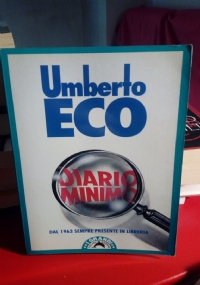 Umberto
ECO
DIARIO
MINIMO
DAL 1963 SEMPRE PRESENTE IN LIBRERIA